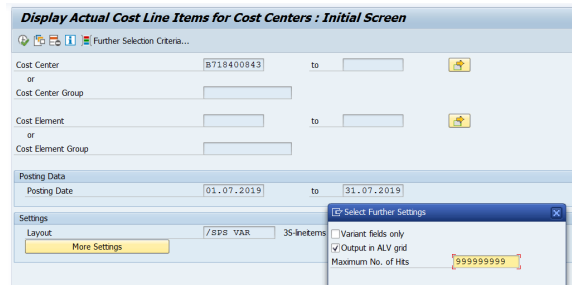 Display Actual Cost Line Items for Cost Centers : Initial Screen
Further Selection Criteria...
Cost Center B718400843 to
or
Cost Center Group
Cost Element to
or
Cost Element Group
Posting Data
Posting Date 01.07.2019 to 31.07.2019
Settings
Layout /SPS VAR 3S-lineitems
More Settings
Select Further Settings
Variant fields only
Output in ALV grid
Maximum No. of Hits 999999999